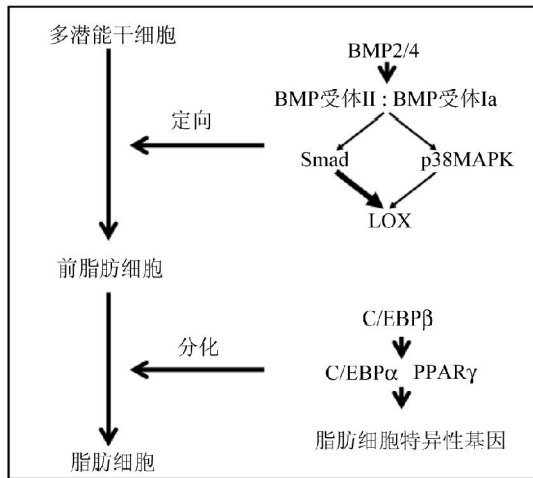 多潜能干细胞
BMP2/4
BMP受体II : BMP受体Ia
定向
Smad
p38MAPK
LOX
前脂肪细胞
C/EBPβ
分化
C/EBPα PPARγ
脂肪细胞特异性基因
脂肪细胞